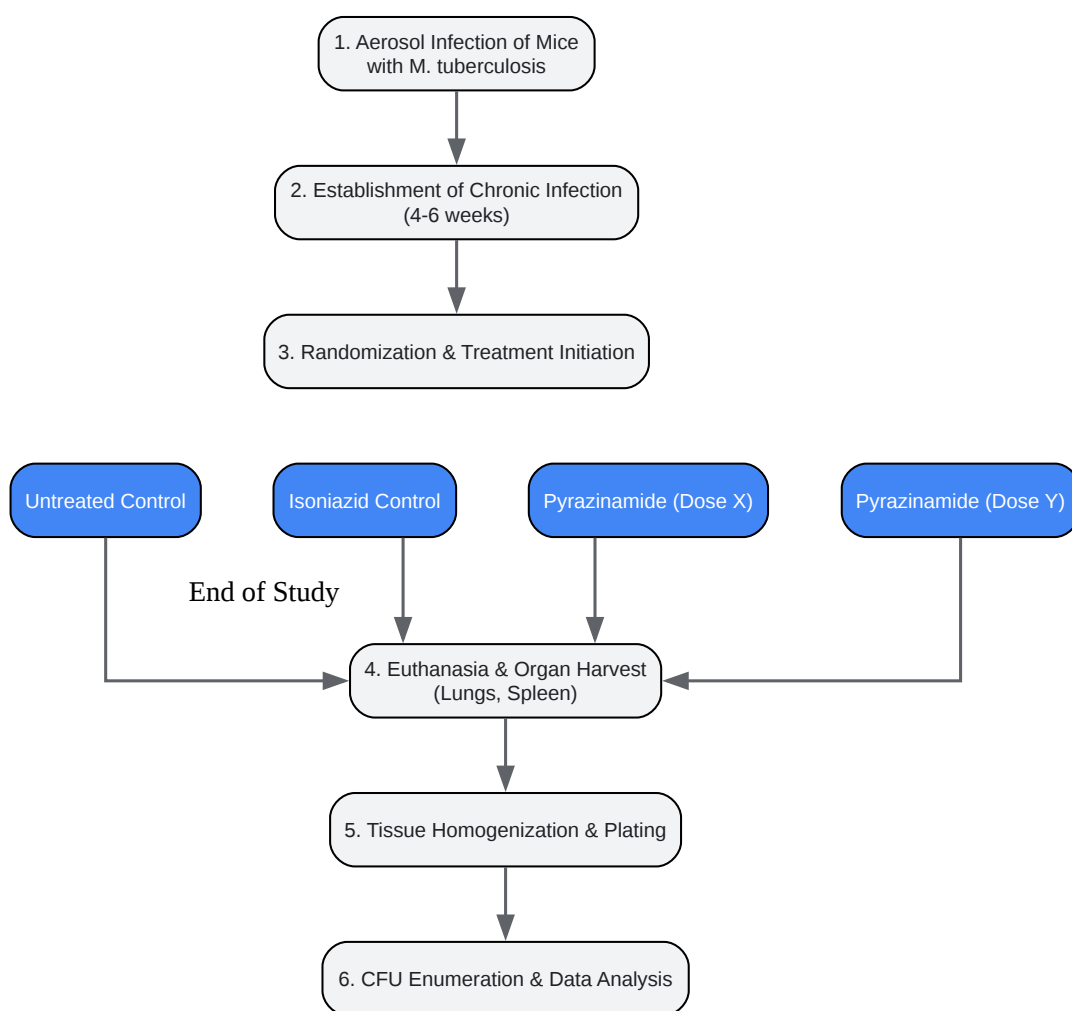 1. Aerosol Infection of Mice
with M. tuberculosis
2. Establishment of Chronic Infection
(4-6 weeks)
3. Randomization & Treatment Initiation
Untreated Control
Isoniazid Control
Pyrazinamide (Dose X)
Pyrazinamide (Dose Y)
End of Study
4. Euthanasia & Organ Harvest
(Lungs, Spleen)
5. Tissue Homogenization & Plating
6. CFU Enumeration & Data Analysis